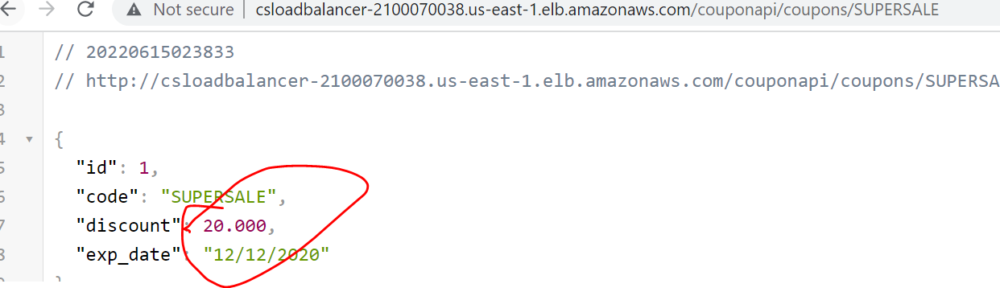 Not secure | csloadbalancer-2100070038.us-east-1.elb.amazonaws.com/couponapi/coupons/SUPERSALE
1 // 20220615023833
2 // http://csloadbalancer-2100070038.us-east-1.elb.amazonaws.com/couponapi/coupons/SUPERSA
3
4 {
5 "id": 1,
6 "code": "SUPERSALE",
7 "discount": 20.000,
8 "exp_date": "12/12/2020"
}